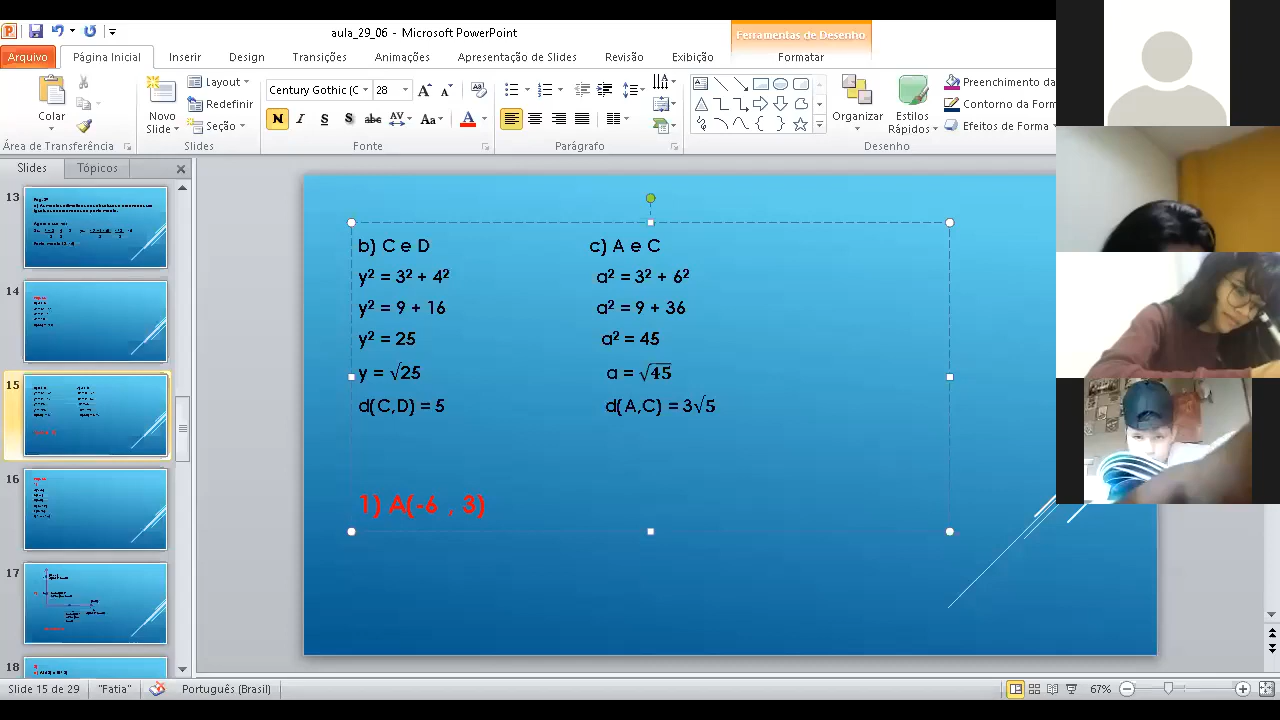 aula_29_06 - Microsoft PowerPoint
Ferramentas de Desenho
Arquivo Página Inicial Inserir Design Transições Animações Apresentação de Slides Revisão Exibição Formatar
Colar
Novo Slide
Layout
Redefinir
Seção
Century Gothic 28
N I S S abc AV Aa A
Organizar
Estilos Rápidos
Preenchimento da
Contorno da Form
Efeitos de Forma
Área de Transferência Slides Fonte Parágrafo Desenho
Slides Tópicos
13
14
15
16
17
18
b) C e D c) A e C
y² = 3² + 4² a² = 3² + 6²
y² = 9 + 16 a² = 9 + 36
y² = 25 a² = 45
y = √25 a = √45
d(C,D) = 5 d(A,C) = 3√5
1) A(-6 , 3)
Slide 15 de 29 "Fatia" Português (Brasil) 67%